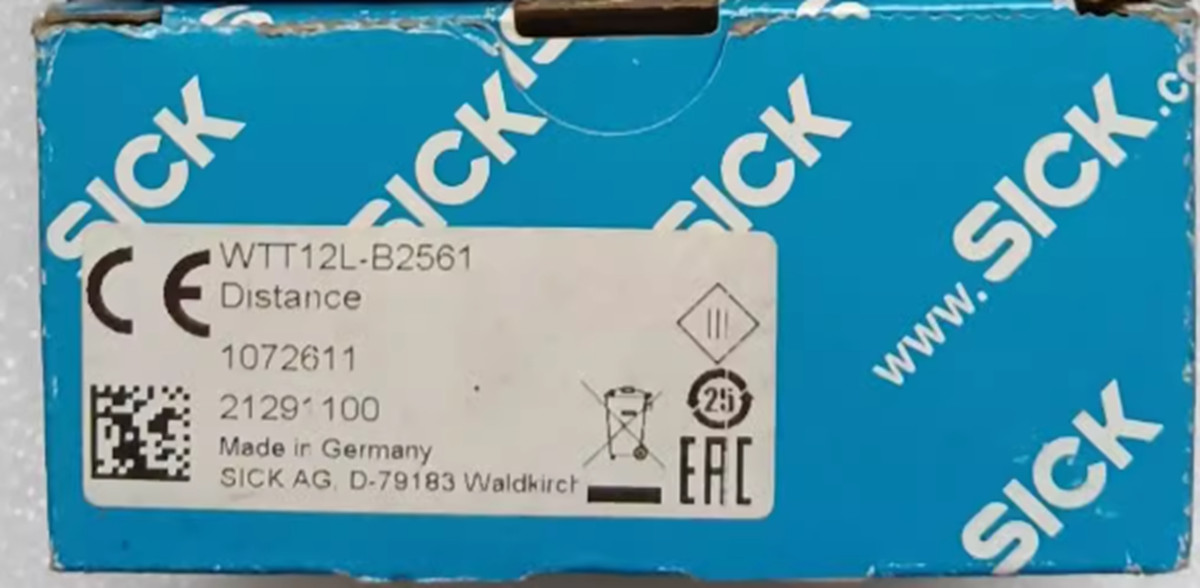 SICK
SICK
SICK
SICK
www.SICK.co
WTT12L-B2561
Distance
1072611
21291100
Made in Germany
SICK AG, D-79183 Waldkirch
25
EAC
CE
SICK